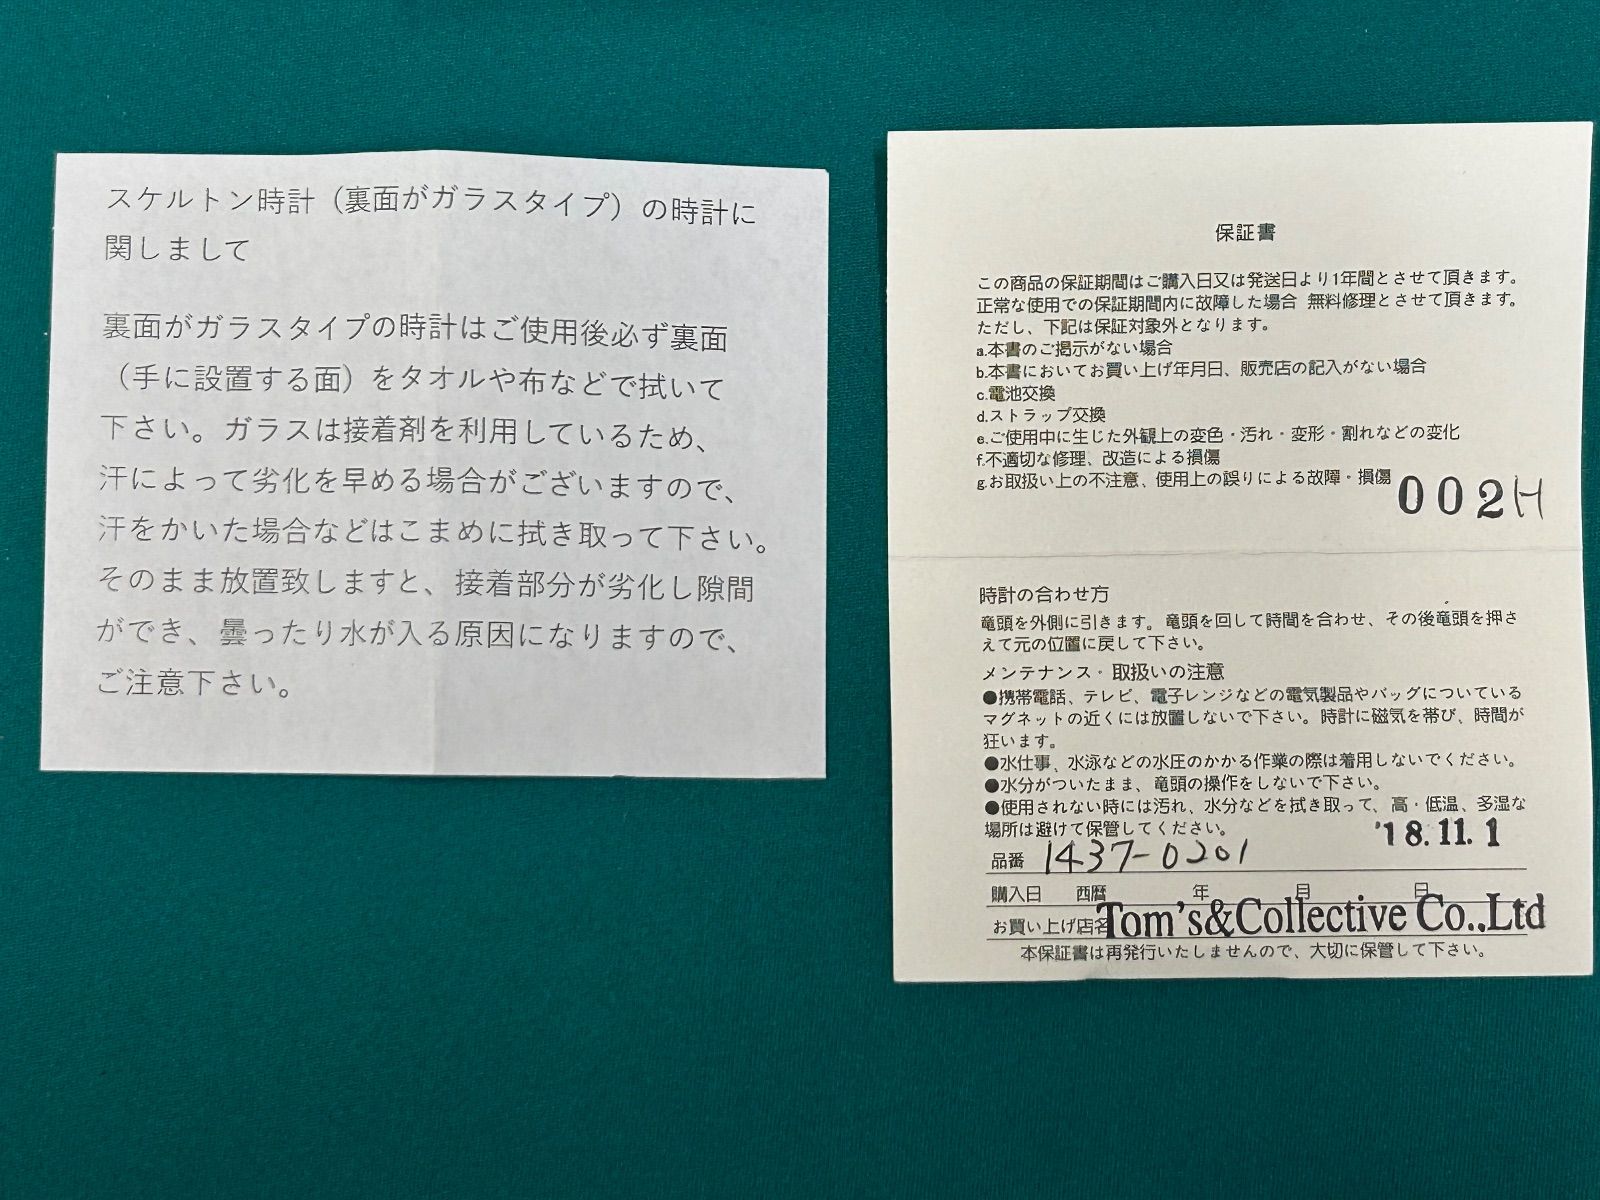 スケルトン時計（裏面がガラスタイプ）の時計に
関しまして
裏面がガラスタイプの時計はご使用後必ず裏面
（手に設置する面）をタオルや布などで拭いて
下さい。ガラスは接着剤を利用しているため、
汗によって劣化を早める場合がございますので、
汗をかいた場合などはこまめに拭き取って下さい。
そのまま放置致しますと、接着部分が劣化し隙間
ができ、曇ったり水が入る原因になりますので、
ご注意下さい。
保証書
この商品の保証期間はご購入日又は発送日より1年間とさせて頂きます。
正常な使用での保証期間内に故障した場合 無料修理とさせて頂きます。
ただし、下記は保証対象外となります。
a.本書のご掲示がない場合
b.本書においてお買い上げ年月日、販売店の記入がない場合
c.電池交換
d.ストラップ交換
e.ご使用中に生じた外観上の変色・汚れ・変形・割れなどの変化
f.不適切な修理、改造による損傷
g.お取扱い上の不注意、使用上の誤りによる故障・損傷
002H
時計の合わせ方
竜頭を外側に引きます。竜頭を回して時間を合わせ、その後竜頭を押さ
えて元の位置に戻して下さい。
メンテナンス・取扱いの注意
●携帯電話、テレビ、電子レンジなどの電気製品やバッグについている
マグネットの近くには放置しないで下さい。時計に磁気を帯び、時間が
狂います。
●水仕事、水泳などの水圧のかかる作業の際は着用しないでください。
●水分がついたまま、竜頭の操作をしないで下さい。
●使用されない時には汚れ、水分などを拭き取って、高・低温、多湿な
場所は避けて保管してください。
'18.11.1
品番 1437-0201
購入日 西暦 年 月 日
お買い上げ店名 Tom's&Collective Co.,Ltd
本保証書は再発行いたしませんので、大切に保管して下さい。